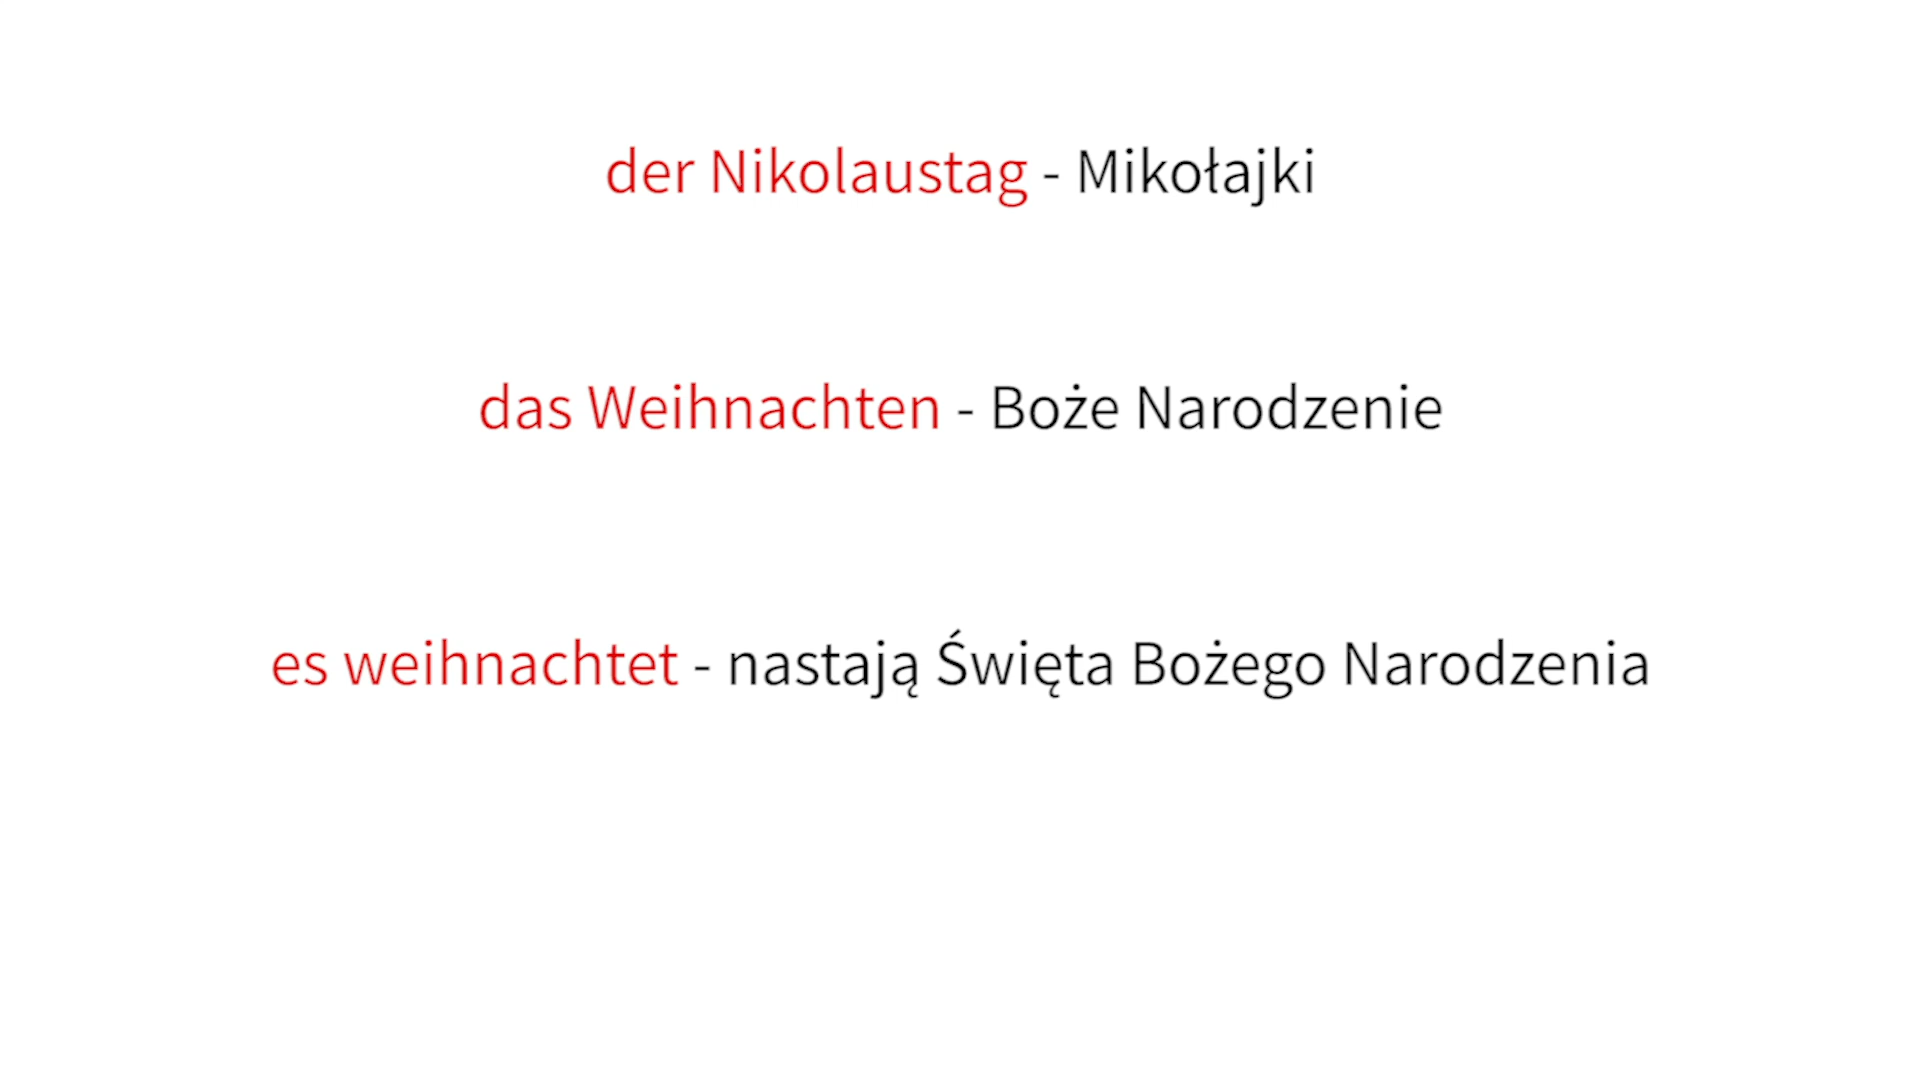 der Nikolaustag - Mikołajki
das Weihnachten - Boże Narodzenie
es weihnachtet - nastają Święta Bożego Narodzenia